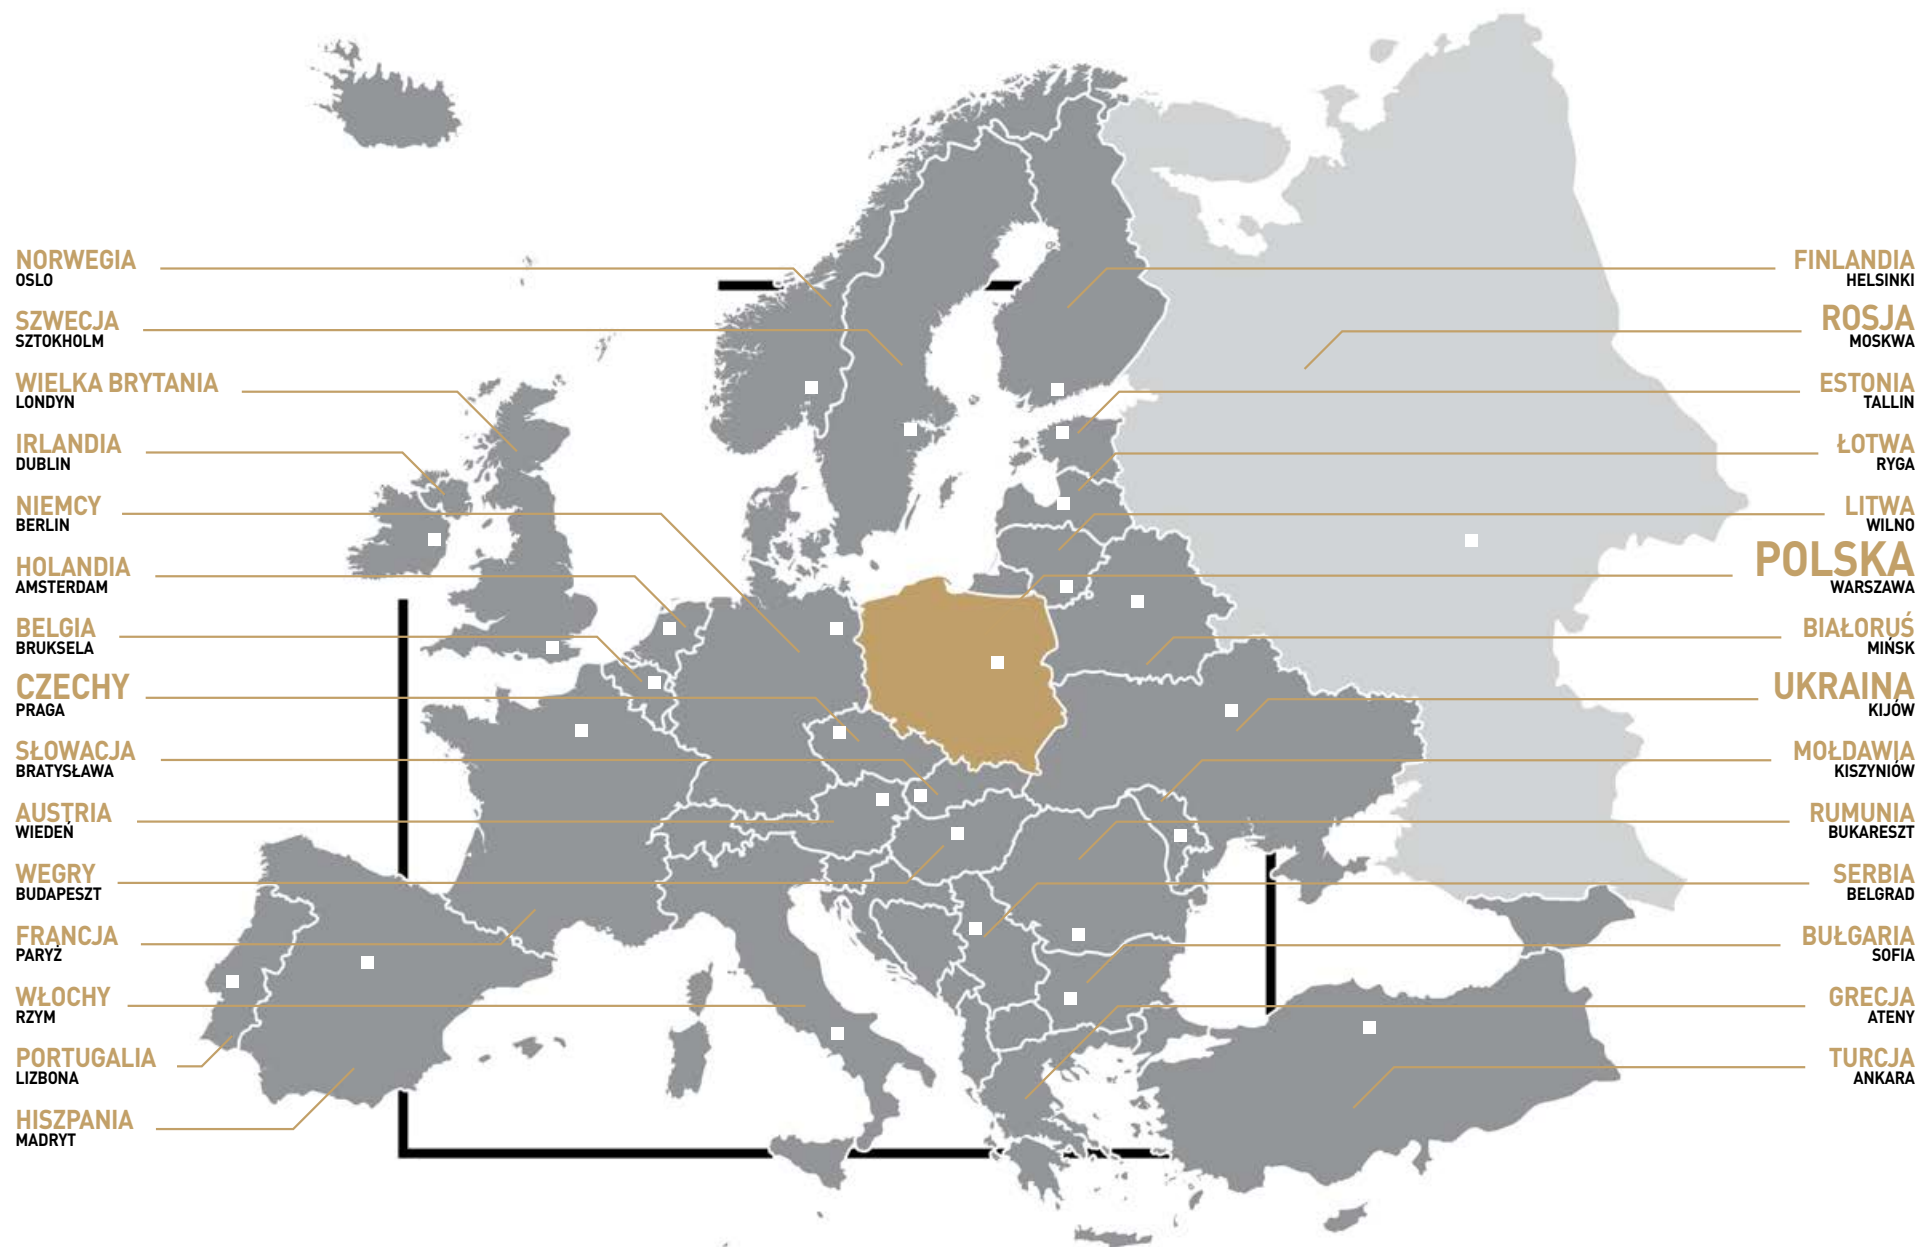 NORWEGIA
OSLO
SZWECJA
SZTOKHOLM
WIELKA BRYTANIA
LONDYN
IRLANDIA
DUBLIN
NIEMCY
BERLIN
HOLANDIA
AMSTERDAM
BELGIA
BRUKSELA
CZECHY
PRAGA
SŁOWACJA
BRATYSŁAWA
AUSTRIA
WIEDEŃ
WEGRY
BUDAPESZT
FRANCJA
PARYŻ
WŁOCHY
RZYM
PORTUGALIA
LIZBONA
HISZPANIA
MADRYT
FINLANDIA
HELSINKI
ROSJA
MOSKWA
ESTONIA
TALLIN
ŁOTWA
RYGA
LITWA
WILNO
POLSKA
WARSZAWA
BIAŁORUŚ
MIŃSK
UKRAINA
KIJÓW
MOŁDAWIA
KISZYNIÓW
RUMUNIA
BUKARESZT
SERBIA
BELGRAD
BUŁGARIA
SOFIA
GRECJA
ATENY
TURCJA
ANKARA